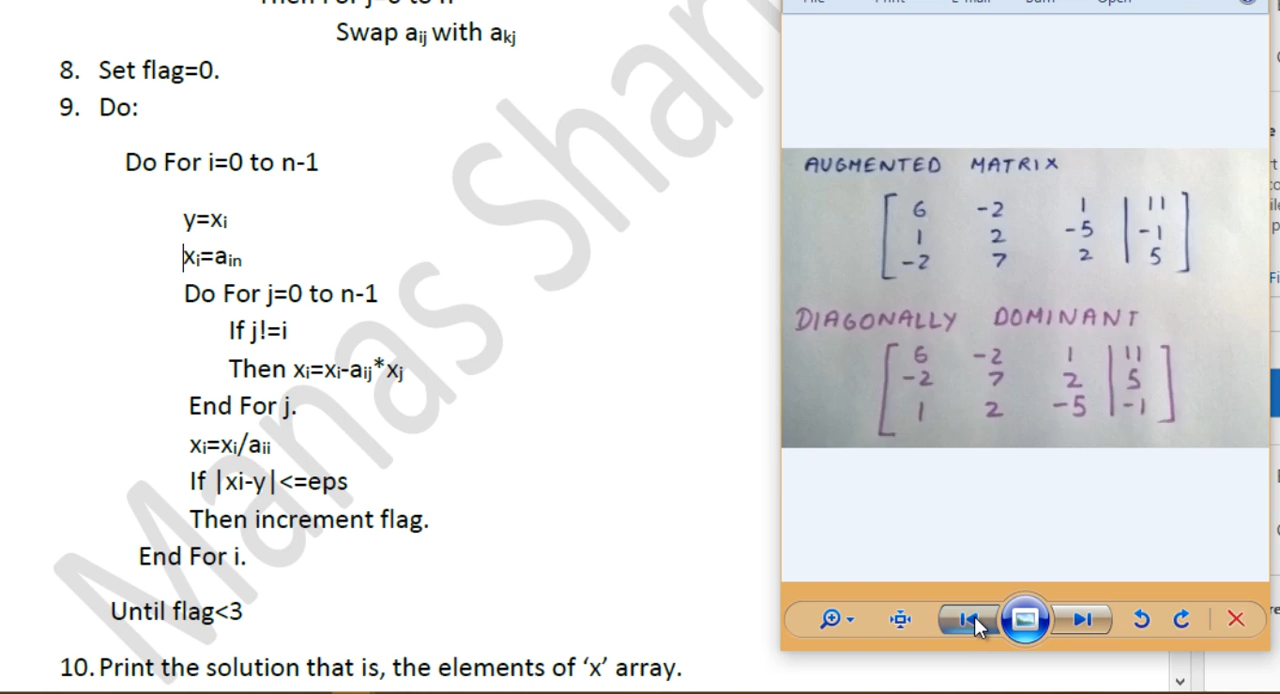 Swap aij with akj
8. Set flag=0.
9. Do:
Do For i=0 to n-1
y=xi
xi=ain
Do For j=0 to n-1
If j!=i
Then xi=xi-aij*xj
End For j.
xi=xi/aii
If |xi-y|<=eps
Then increment flag.
End For i.
Until flag<3
10. Print the solution that is, the elements of ‘x’ array.
AUGMENTED MATRIX
6 -2 1 | 11
1 2 -5 | -1
-2 7 2 | 5
DIAGONALLY DOMINANT
6 -2 1 | 11
-2 7 2 | 5
1 2 -5 | -1
Manas Shar